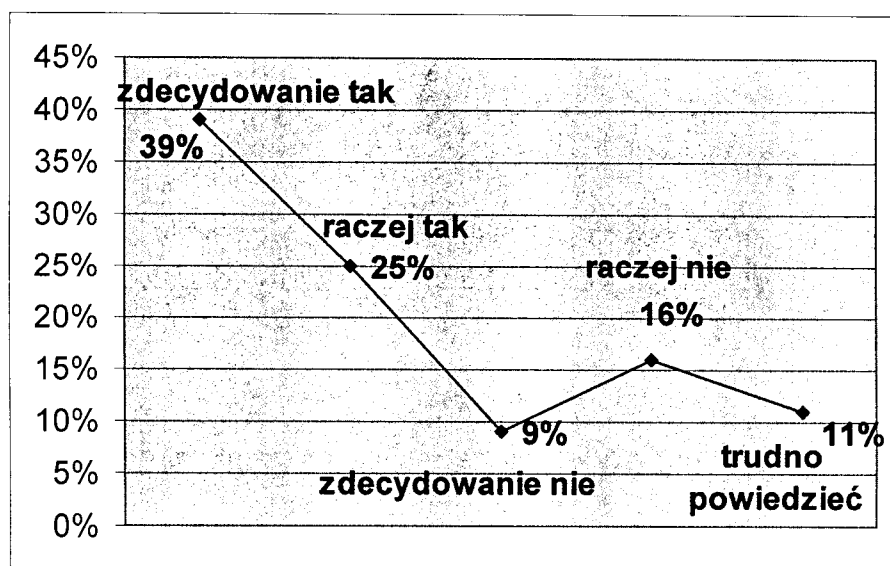 45%
40%
35%
30%
25%
20%
15%
10%
5%
0%
zdecydowanie tak
39%
raczej tak
25%
raczej nie
16%
9%
zdecydowanie nie
11%
trudno
powiedzieć